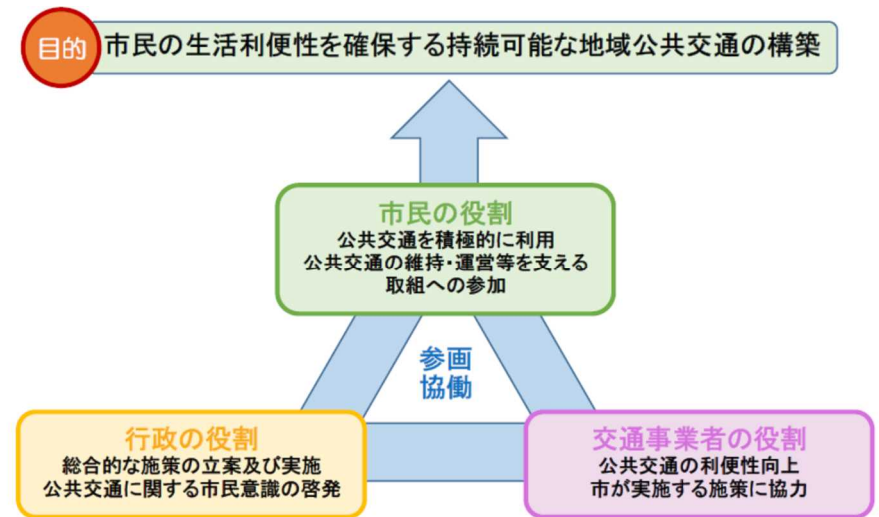 目的
市民の生活利便性を確保する持続可能な地域公共交通の構築
市民の役割
公共交通を積極的に利用
公共交通の維持・運営等を支える
取組への参加
参画
協働
行政の役割
総合的な施策の立案及び実施
公共交通に関する市民意識の啓発
交通事業者の役割
公共交通の利便性向上
市が実施する施策に協力